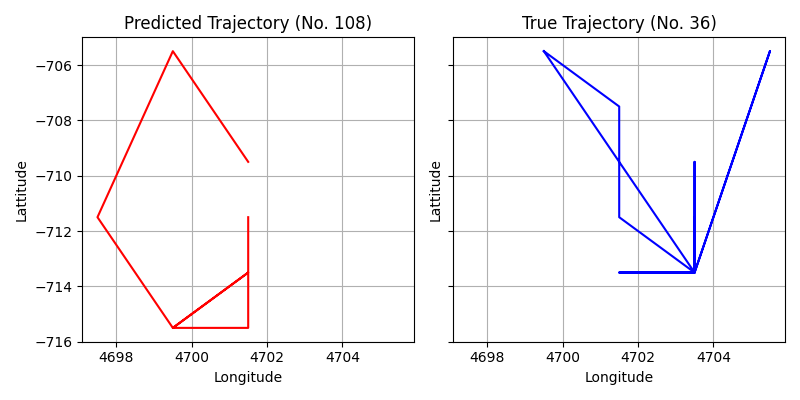 Predicted Trajectory (No. 108)
True Trajectory (No. 36)
Lattitude
−706
−708
−710
−712
−714
−716
4698
4700
4702
4704
Longitude
Lattitude
4698
4700
4702
4704
Longitude